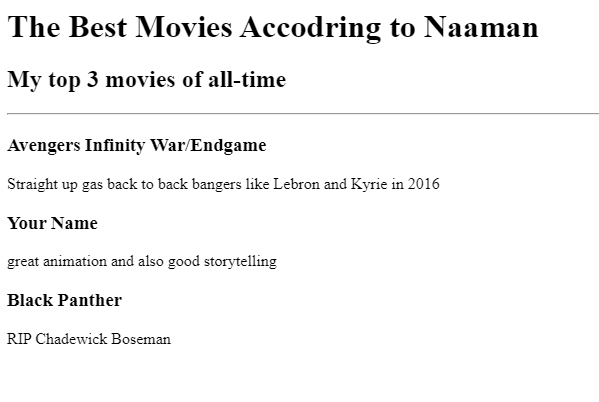 The Best Movies Accodring to Naaman
My top 3 movies of all-time
Avengers Infinity War/Endgame
Straight up gas back to back bangers like Lebron and Kyrie in 2016
Your Name
great animation and also good storytelling
Black Panther
RIP Chadewick Boseman